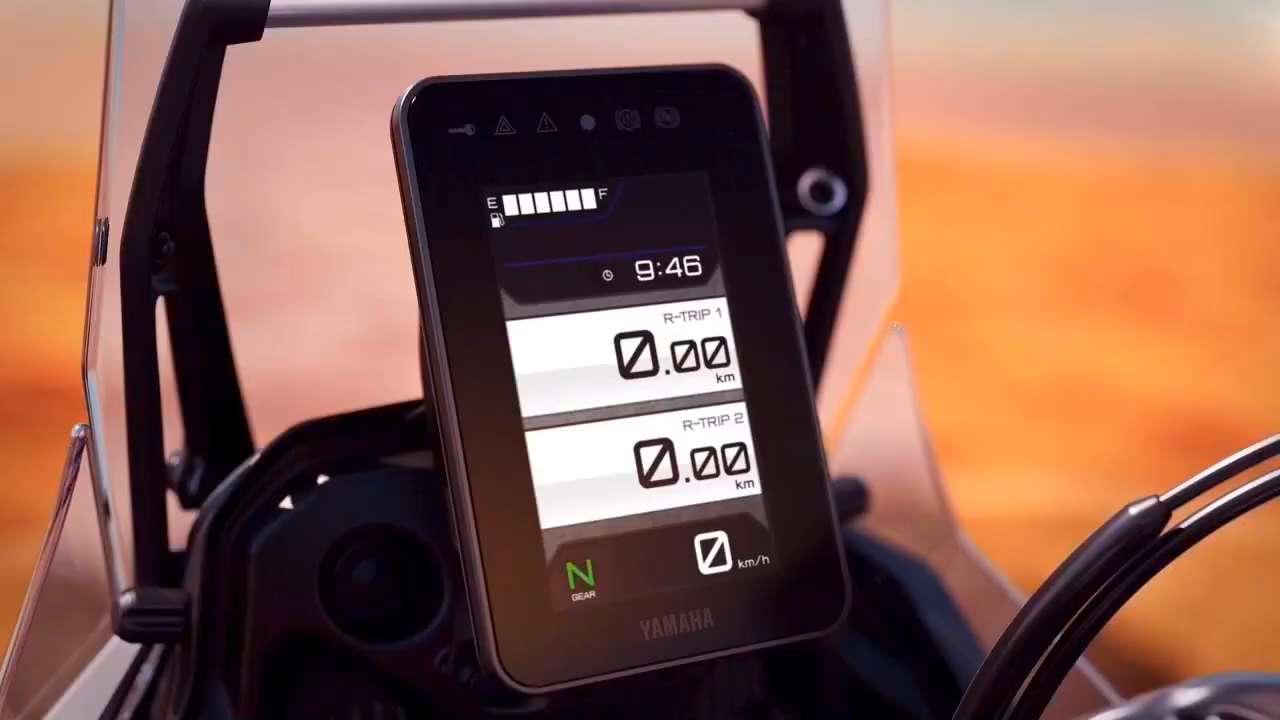 E F
9:46
R-TRIP 1
0.00
km
R-TRIP 2
0.00
km
N 0 km/h
GEAR
YAMAHA